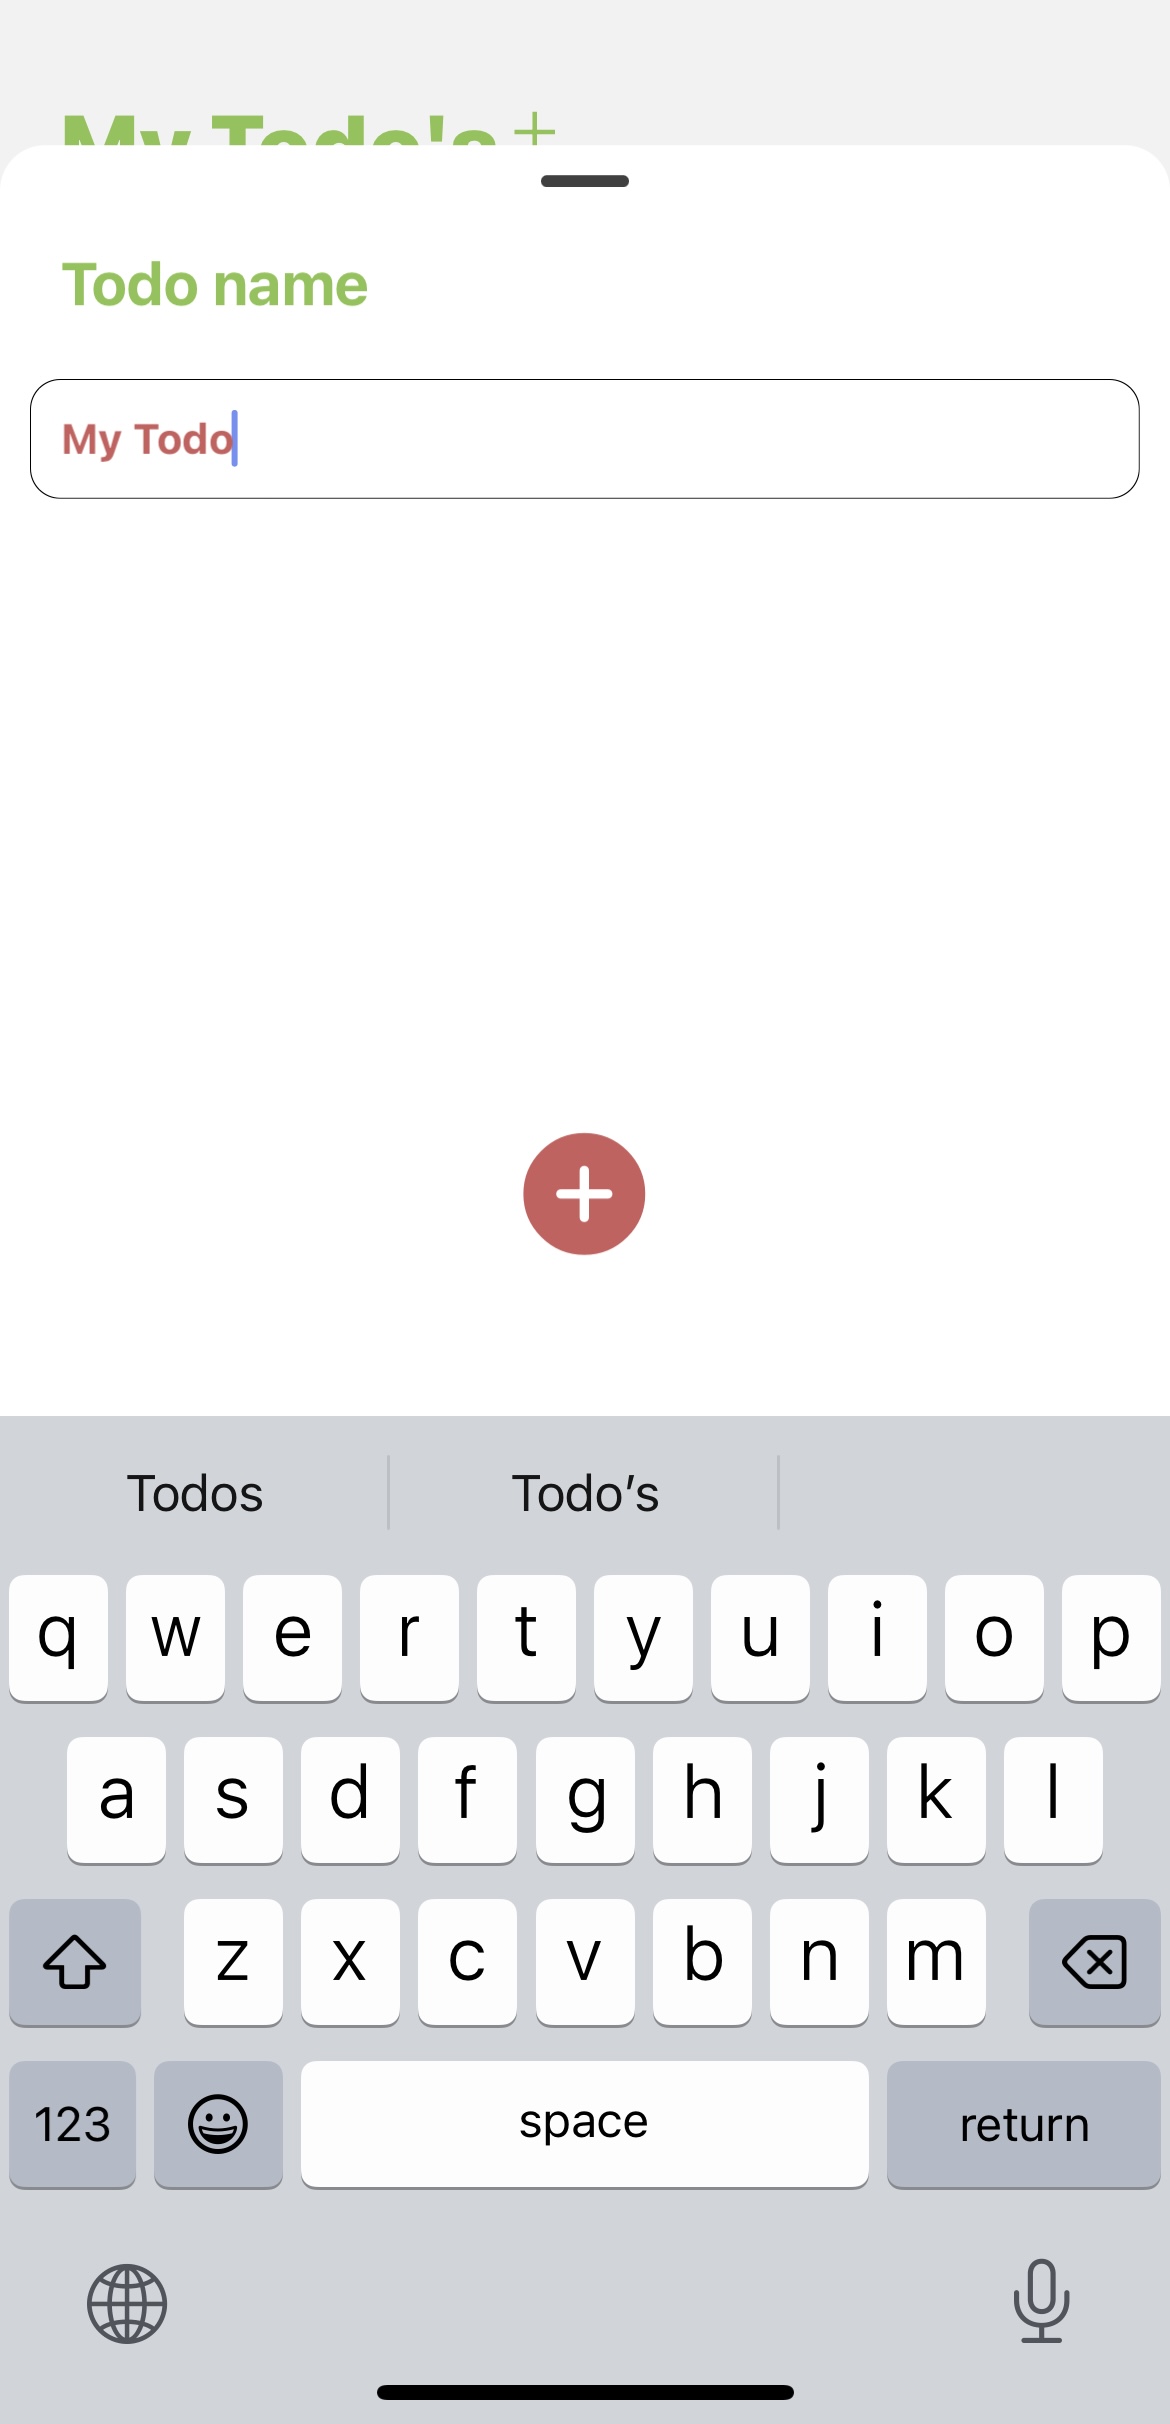 My Todo's +
Todo name
My Todo
Todos Todo’s
q w e r t y u i o p
a s d f g h j k l
z x c v b n m
123 space return